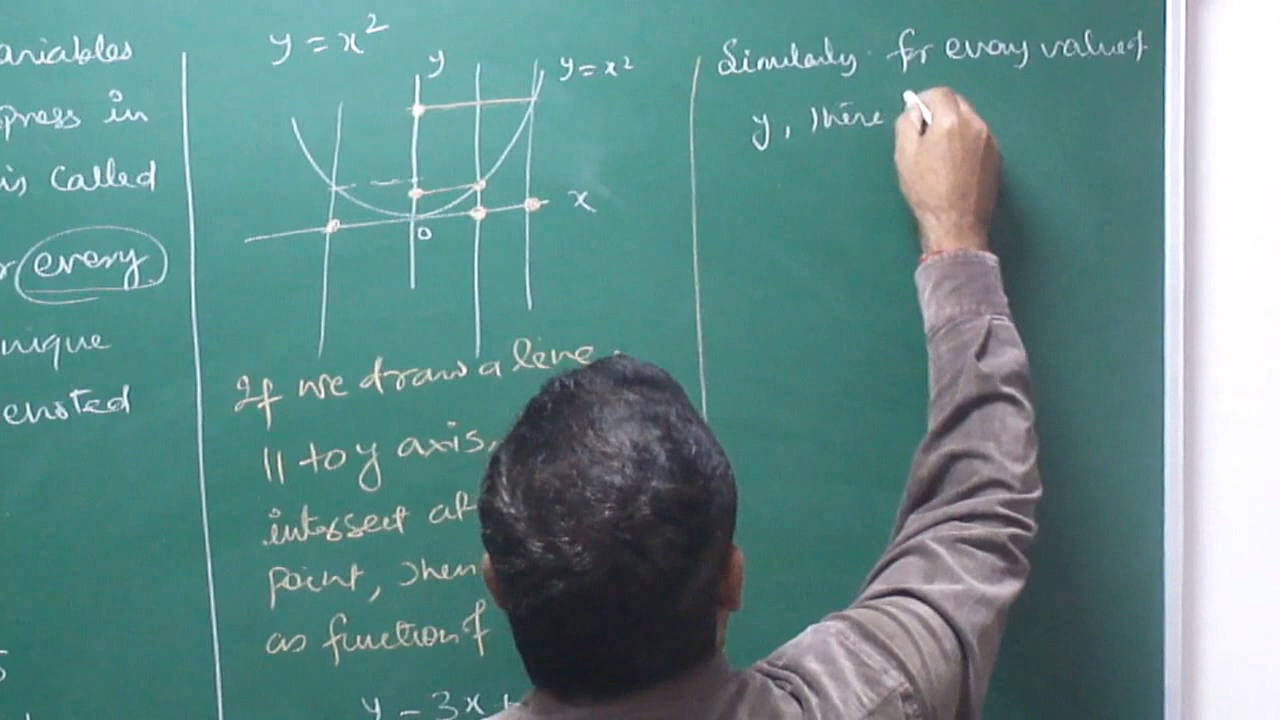 ariables
press in
is called
every
nique
enoted
y = x²
y
y = x²
x
0
If we draw a line
|| to y axis,
intersect at
point, then
as function of
y = 3x +
Similarly for every value of
y, there